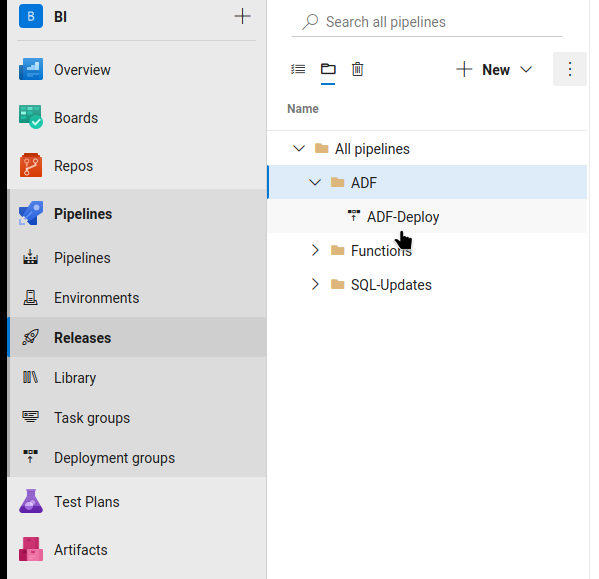 B BI
Overview
Boards
Repos
Pipelines
Pipelines
Environments
Releases
Library
Task groups
Deployment groups
Test Plans
Artifacts
Search all pipelines
New
Name
All pipelines
ADF
ADF-Deploy
Functions
SQL-Updates